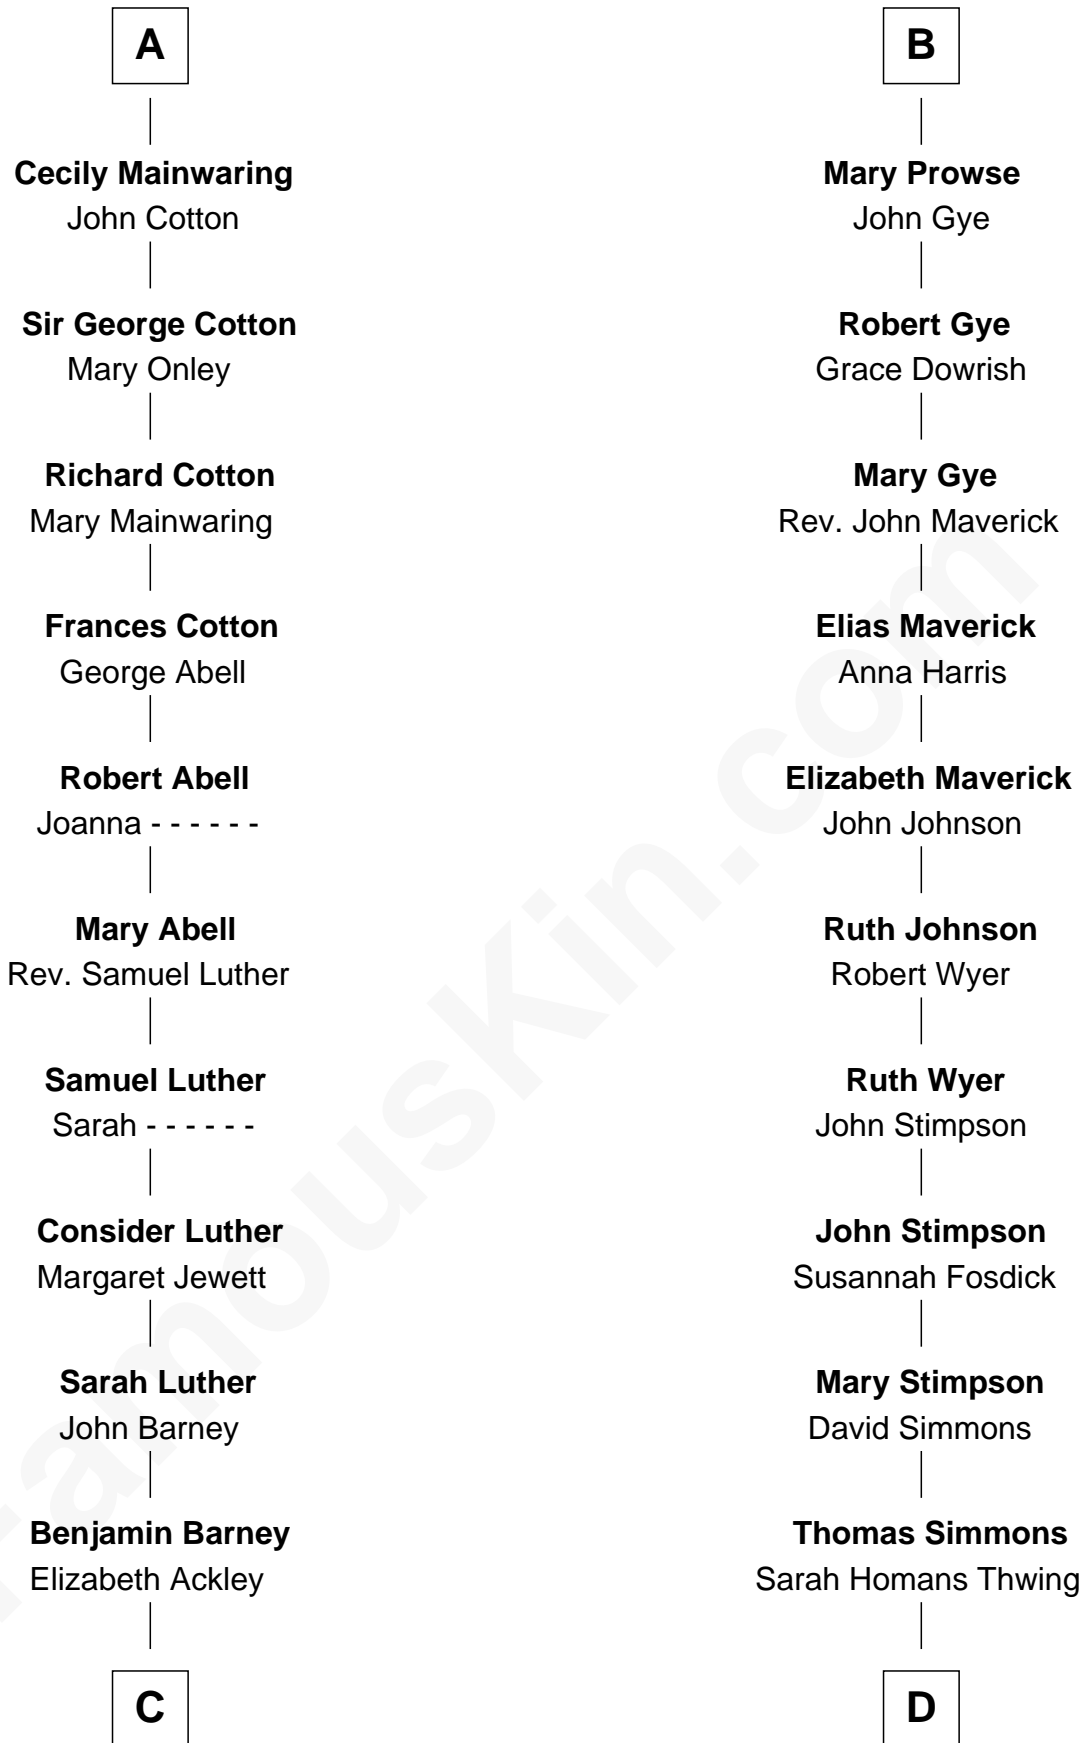 A
Cecily Mainwaring
John Cotton
Sir George Cotton
Mary Onley
Richard Cotton
Mary Mainwaring
Frances Cotton
George Abell
Robert Abell
Joanna - - - - - -
Mary Abell
Rev. Samuel Luther
Samuel Luther
Sarah - - - - - -
Consider Luther
Margaret Jewett
Sarah Luther
John Barney
Benjamin Barney
Elizabeth Ackley
C
B
Mary Prowse
John Gye
Robert Gye
Grace Dowrish
Mary Gye
Rev. John Maverick
Elias Maverick
Anna Harris
Elizabeth Maverick
John Johnson
Ruth Johnson
Robert Wyer
Ruth Wyer
John Stimpson
John Stimpson
Susannah Fosdick
Mary Stimpson
David Simmons
Thomas Simmons
Sarah Homans Thwing
D
FamousKin.com